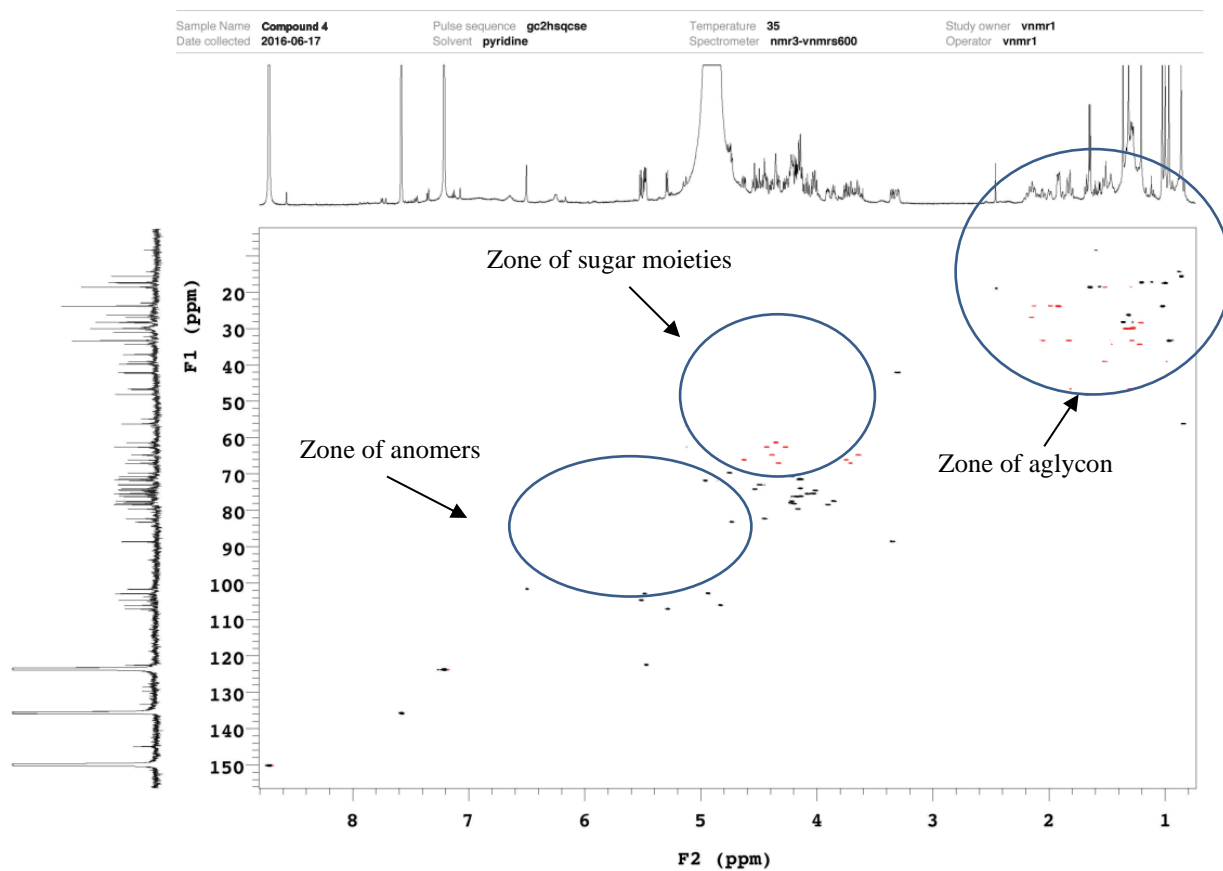 Sample Name Compound 4 Pulse sequence gc2hsqcse Temperature 35 Study owner vnmr1
Date collected 2016-06-17 Solvent pyridine Spectrometer nmr3-vnmrs600 Operator vnmr1
Zone of sugar moieties
Zone of anomers
Zone of aglycon
F1 (ppm)
20
30
40
50
60
70
80
90
100
110
120
130
140
150
8 7 6 5 4 3 2 1
F2 (ppm)